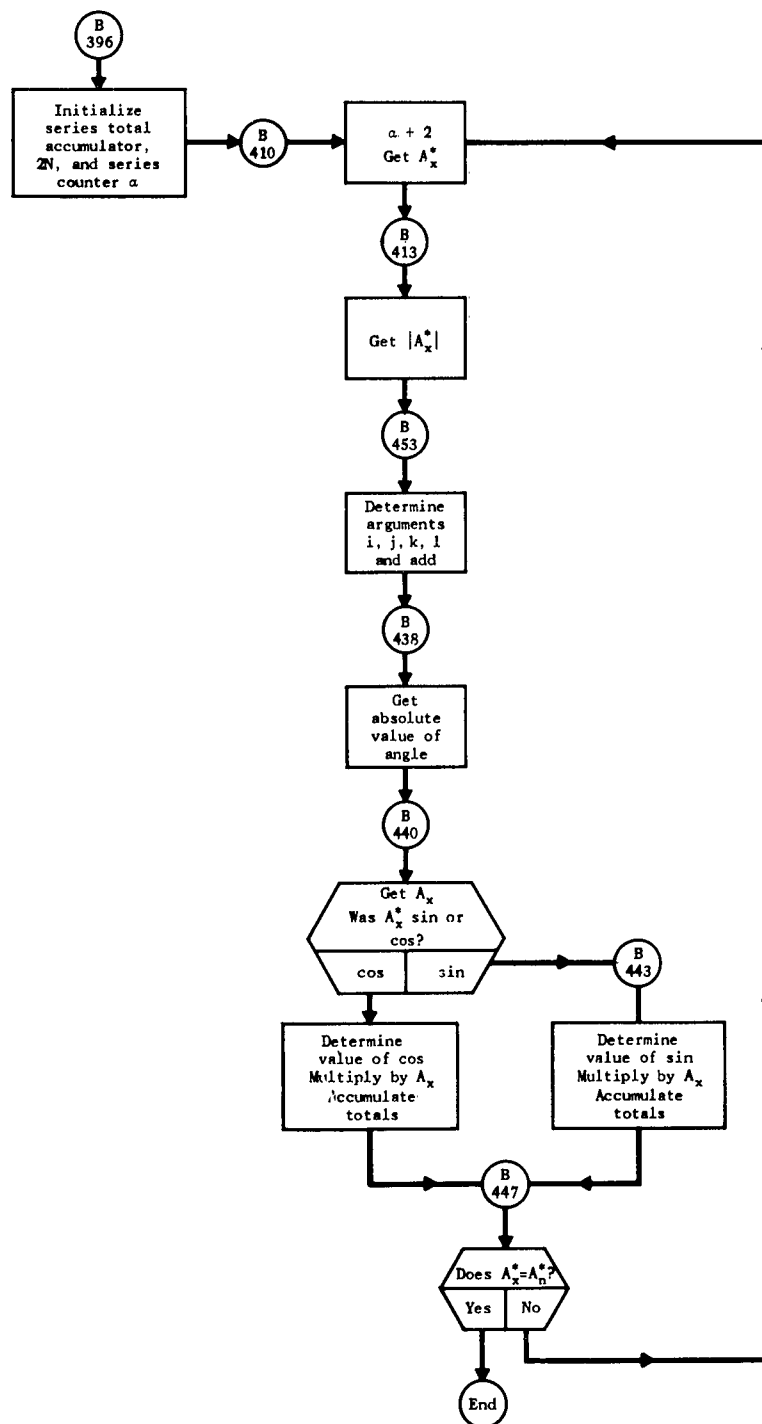 B
396
Initialize
series total
accumulator,
2N, and series
counter α
B
410
α + 2
Get A*x
B
413
Get |A*x|
B
453
Determine
arguments
i, j, k, l
and add
B
438
Get
absolute
value of
angle
B
440
Get Ax
Was A*x sin or
cos?
cos
sin
B
443
Determine
value of cos
Multiply by Ax
Accumulate
totals
Determine
value of sin
Multiply by Ax
Accumulate
totals
B
447
Does A*x=A*n?
Yes
No
End